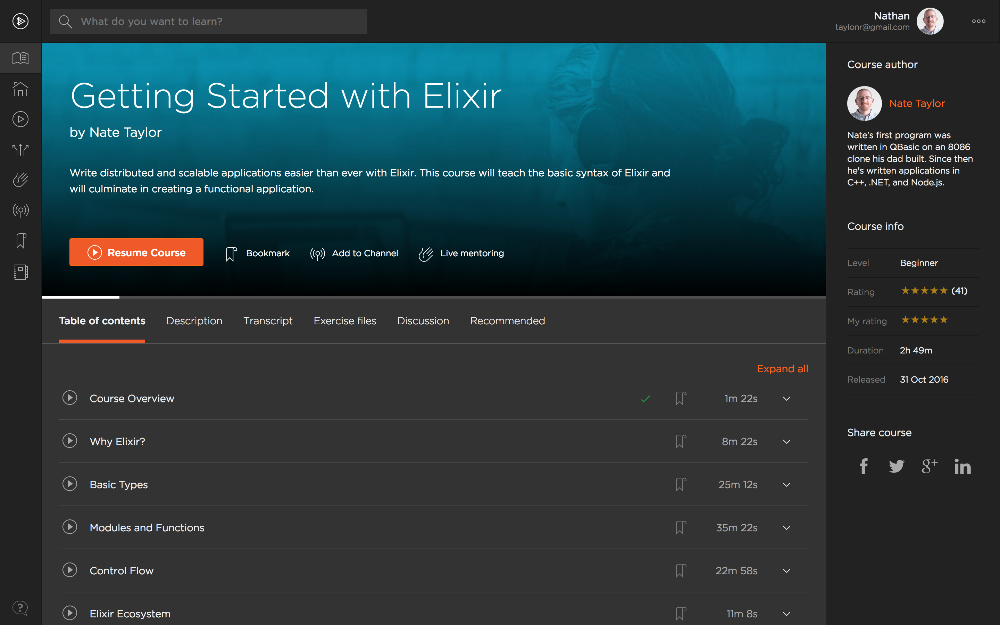 What do you want to learn?
Nathan
taylonr@gmail.com
Getting Started with Elixir
by Nate Taylor
Write distributed and scalable applications easier than ever with Elixir. This course will teach the basic syntax of Elixir and
will culminate in creating a functional application.
Resume Course
Bookmark
Add to Channel
Live mentoring
Table of contents
Description
Transcript
Exercise files
Discussion
Recommended
Expand all
Course Overview
1m 22s
Why Elixir?
8m 22s
Basic Types
25m 12s
Modules and Functions
35m 22s
Control Flow
22m 58s
Elixir Ecosystem
11m 8s
Course author
Nate Taylor
Nate's first program was
written in QBasic on an 8086
clone his dad built. Since then
he's written applications in
C++, .NET, and Node.js.
Course info
Level Beginner
Rating (41)
My rating
Duration 2h 49m
Released 31 Oct 2016
Share course
f
g+
in
?